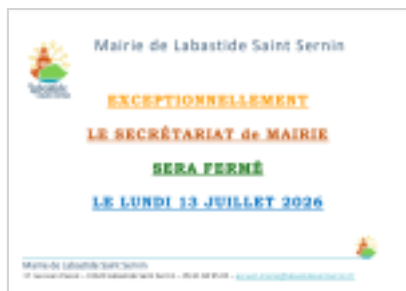 Mairie de Labastide Saint Sernin
Labastide
EXCEPTIONNELLEMENT
LE SECRÉTARIAT de MAIRIE
SERA FERMÉ
LE LUNDI 13 JUILLET 2026
Mairie de Labastide Saint Sernin